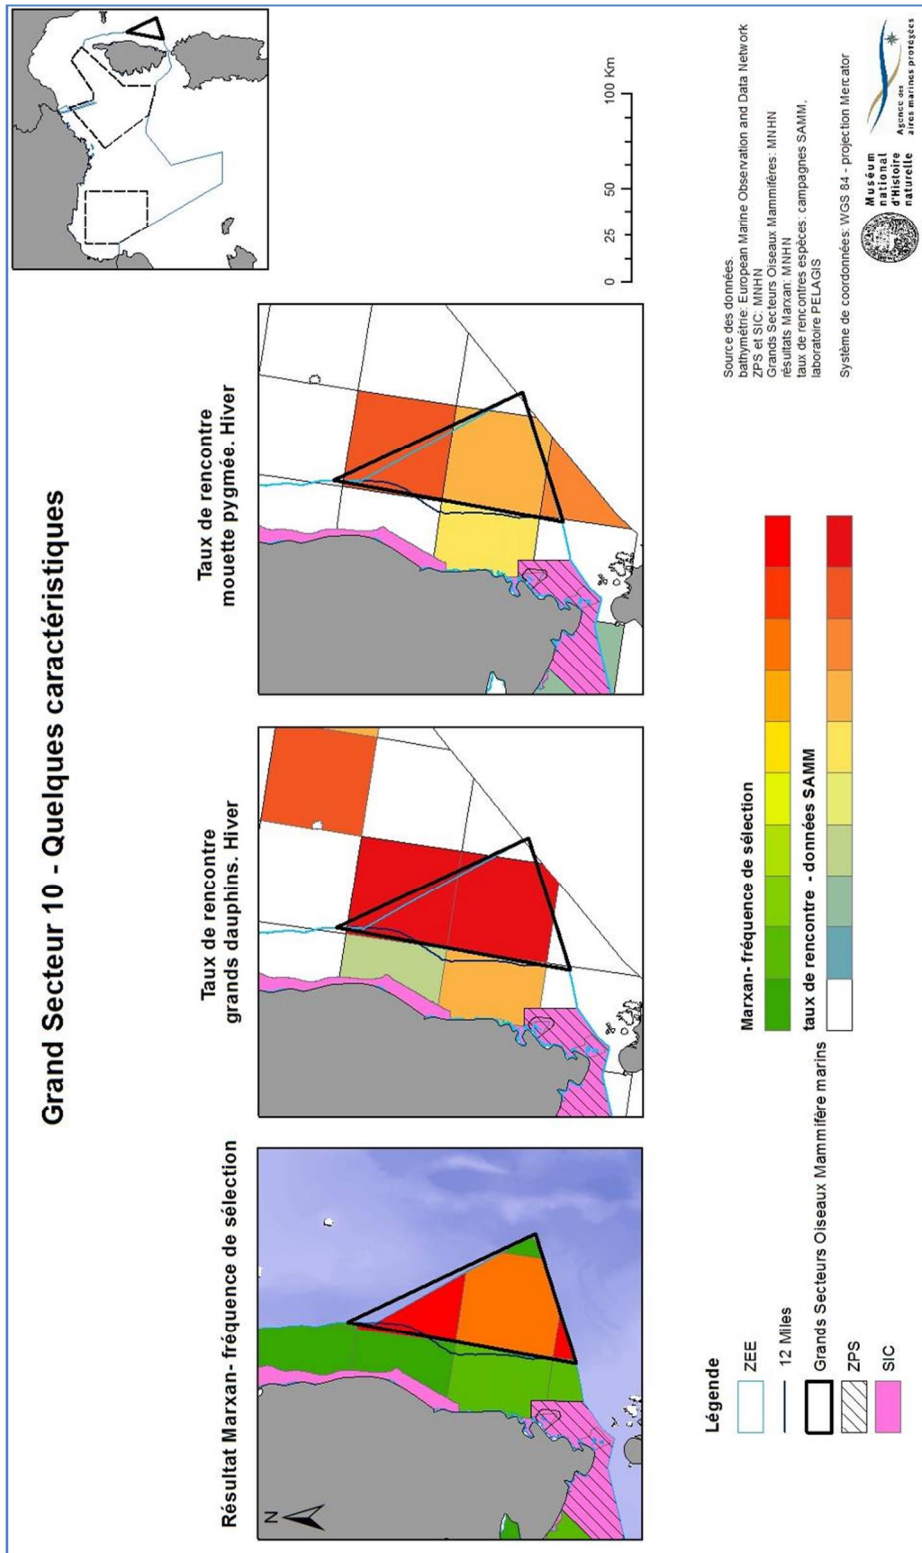 Grand Secteur 10 - Quelques caractéristiques
Résultat Marxan- fréquence de sélection
Taux de rencontre
grands dauphins. Hiver
Taux de rencontre
mouette pygmée. Hiver
N
0 25 50 100 Km
Légende
ZEE
12 Miles
Grands Secteurs Oiseaux Mammifère marins
ZPS
SIC
Marxan- fréquence de sélection
taux de rencontre - données SAMM
Source des données.
bathymétrie: European Marine Observation and Data Network
ZPS et SIC: MNHN
Grands Secteurs Oiseaux Mammifères: MNHN
résultats Marxan: MNHN
taux de rencontres espèces: campagnes SAMM,
laboratoire PELAGIS
Système de coordonnées: WGS 84 - projection Mercator
Muséum
national
d'Histoire
naturelle
Agence des
aires marines protégées